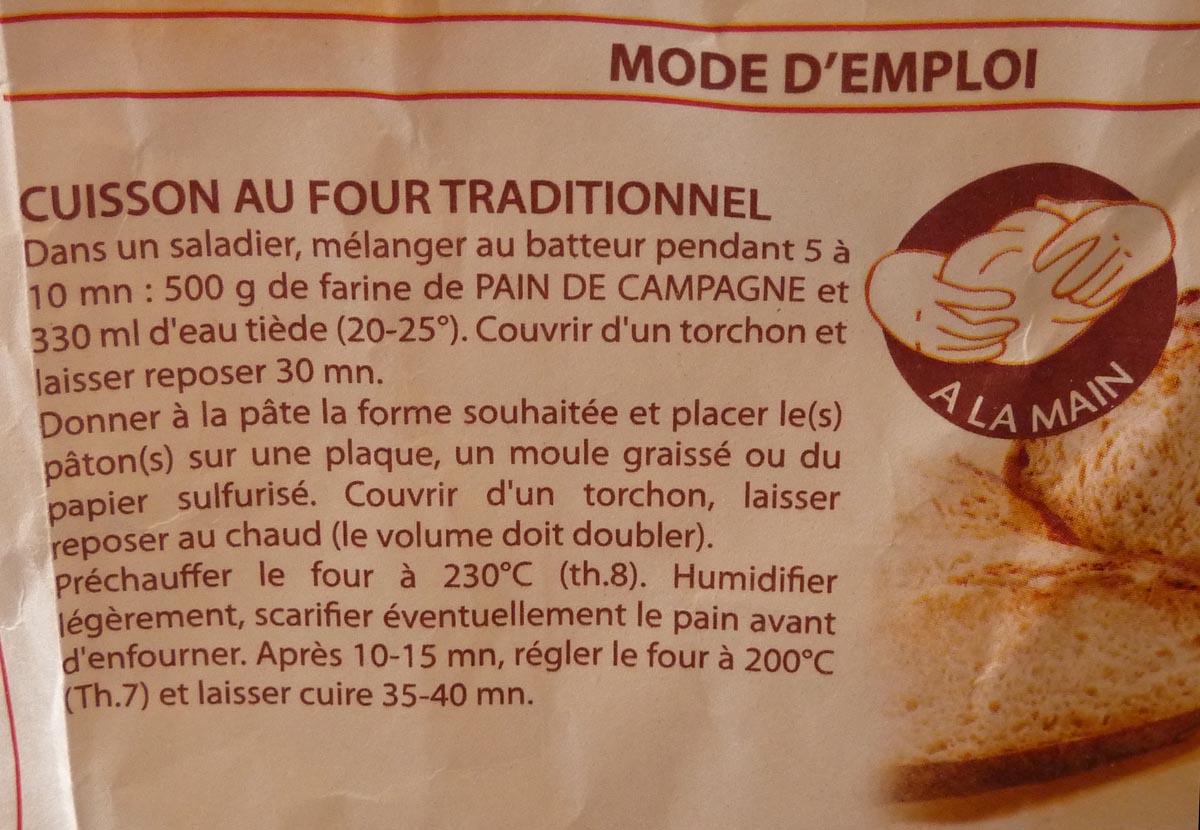 MODE D'EMPLOI
CUISSON AU FOUR TRADITIONNEL
Dans un saladier, mélanger au batteur pendant 5 à
10 mn : 500 g de farine de PAIN DE CAMPAGNE et
330 ml d'eau tiède (20-25°). Couvrir d'un torchon et
laisser reposer 30 mn.
Donner à la pâte la forme souhaitée et placer le(s)
pâton(s) sur une plaque, un moule graissé ou du
papier sulfurisé. Couvrir d'un torchon, laisser
reposer au chaud (le volume doit doubler).
Préchauffer le four à 230°C (th.8). Humidifier
légèrement, scarifier éventuellement le pain avant
d'enfourner. Après 10-15 mn, régler le four à 200°C
(Th.7) et laisser cuire 35-40 mn.
A LA MAIN